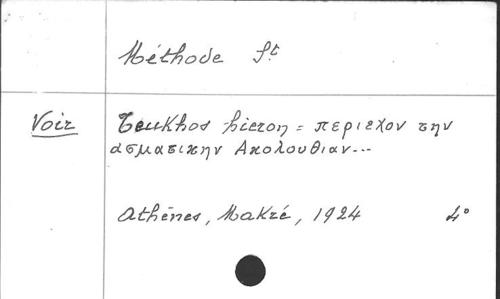 Méthode St
Voir Teukhos hieron = περιεχον την
ασματικην Ακολουθιαν...
Athènes, Makré, 1924 4°